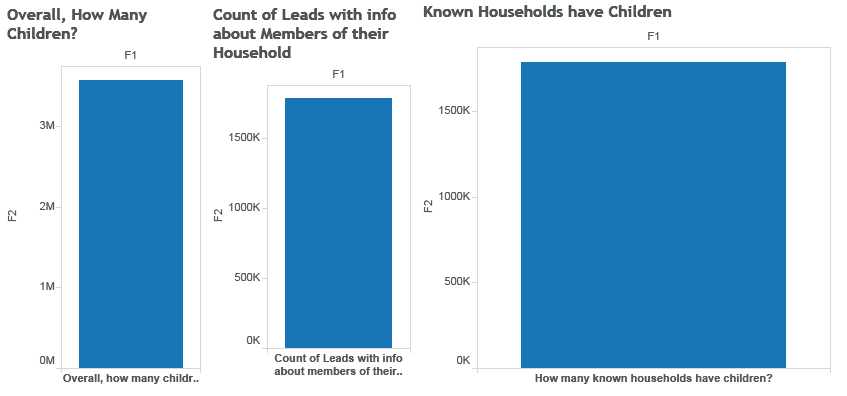 Overall, How Many
Children?
F1
3M
2M
1M
0M
F2
Overall, how many childr..
Count of Leads with info
about Members of their
Household
F1
1500K
1000K
500K
0K
F2
Count of Leads with info
about members of their..
Known Households have Children
F1
1500K
1000K
500K
0K
F2
How many known households have children?